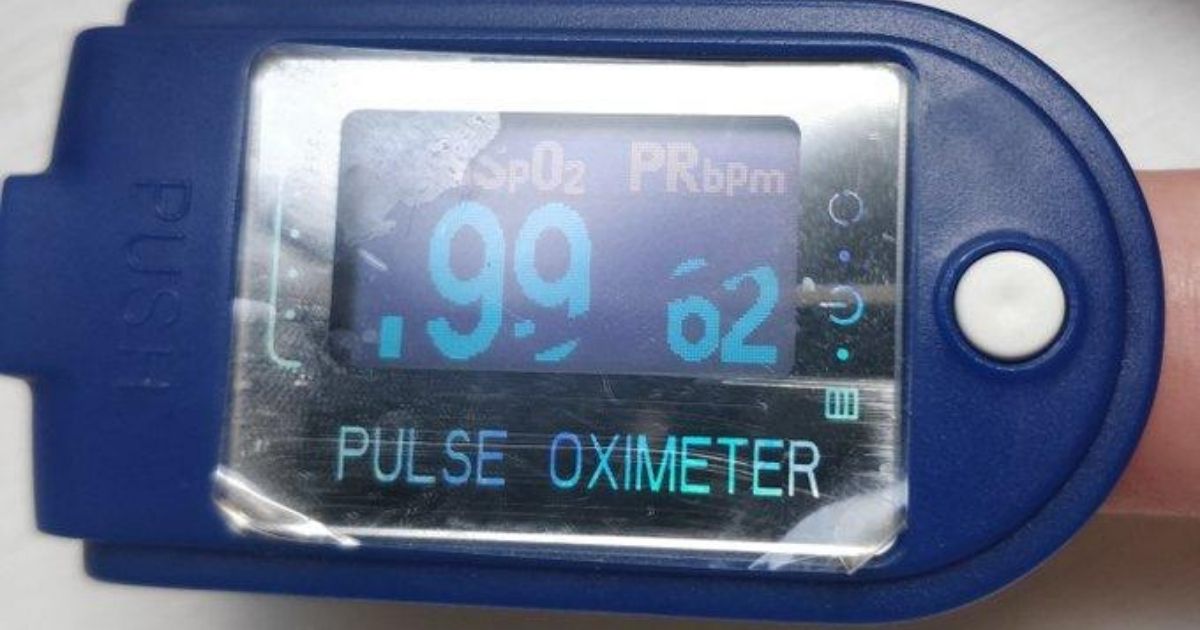 PUSH
SpO2 PRbpm
99 62
PULSE OXIMETER